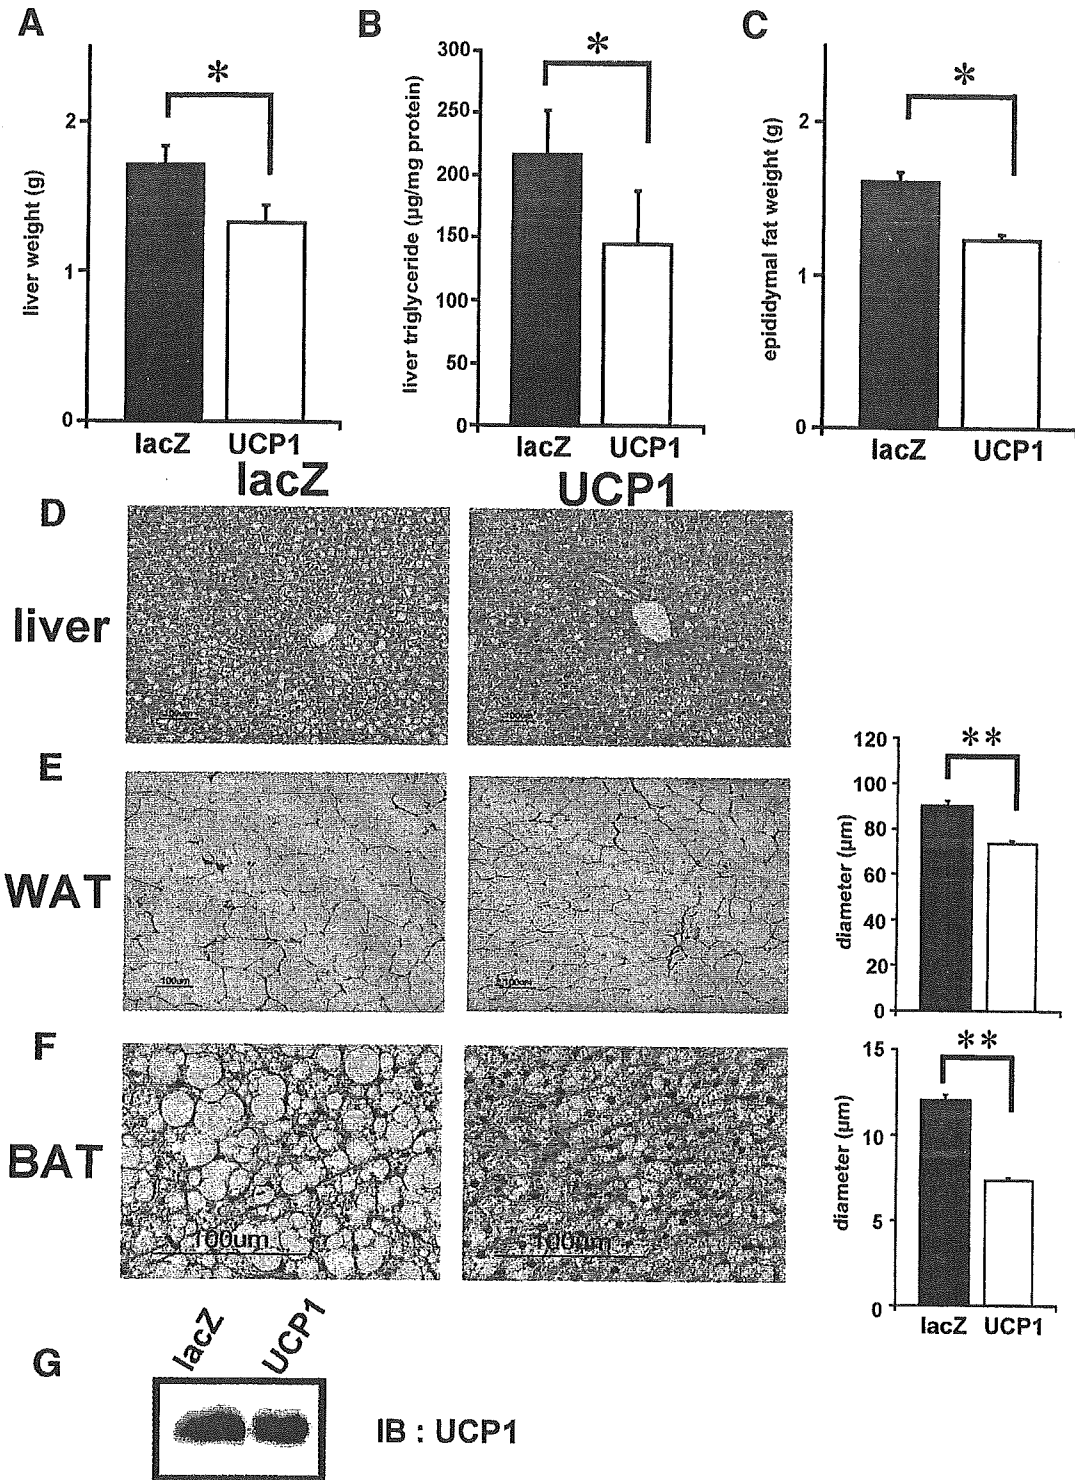 A
B
C
*
*
*
liver weight (g)
2
1
0
lacZ UCP1
liver triglyceride (µg/mg protein)
300
250
200
150
100
50
0
lacZ UCP1
epididymal fat weight (g)
2
1
0
lacZ UCP1
lacZ UCP1
D
liver
100um
100um
E
WAT
100um
100um
diameter (µm)
120
100
80
60
40
20
0
**
F
BAT
100um
100um
diameter (µm)
15
10
5
0
**
lacZ UCP1
G
lacZ UCP1
IB : UCP1